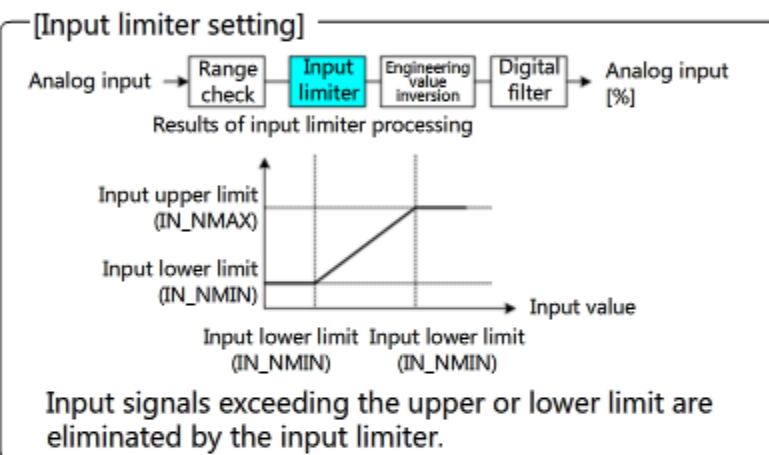 [Input limiter setting]
Analog input
Range
check
Input
limiter
Engineering
value
inversion
Digital
filter
Analog input
[%]
Results of input limiter processing
Input upper limit
(IN_NMAX)
Input lower limit
(IN_NMIN)
Input value
Input lower limit
(IN_NMIN)
Input lower limit
(IN_NMIN)
Input signals exceeding the upper or lower limit are
eliminated by the input limiter.